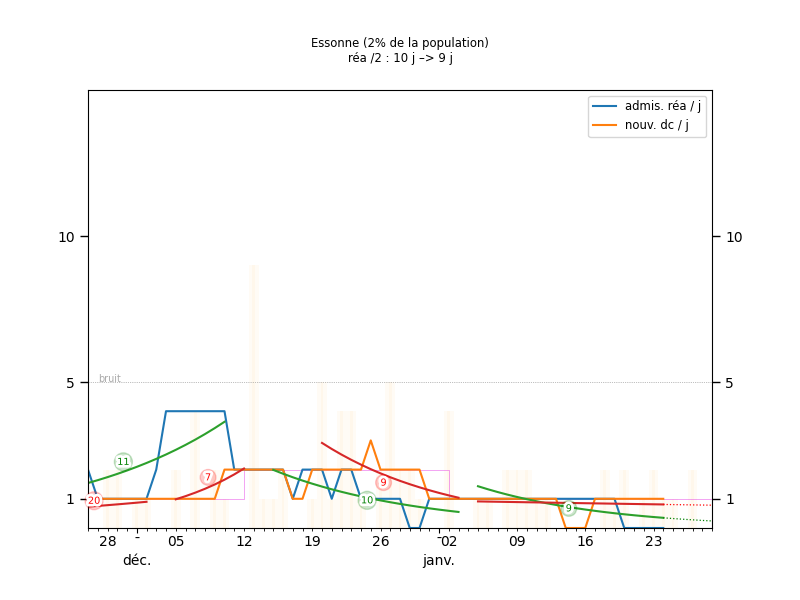 Essonne (2% de la population)
réa /2 : 10 j –> 9 j
admis. réa / j
nouv. dc / j
10 10
bruit
5 5
11
7
9
20
10
9
1 1
28 - 05 12 19 26 - 02 09 16 23
déc. janv.